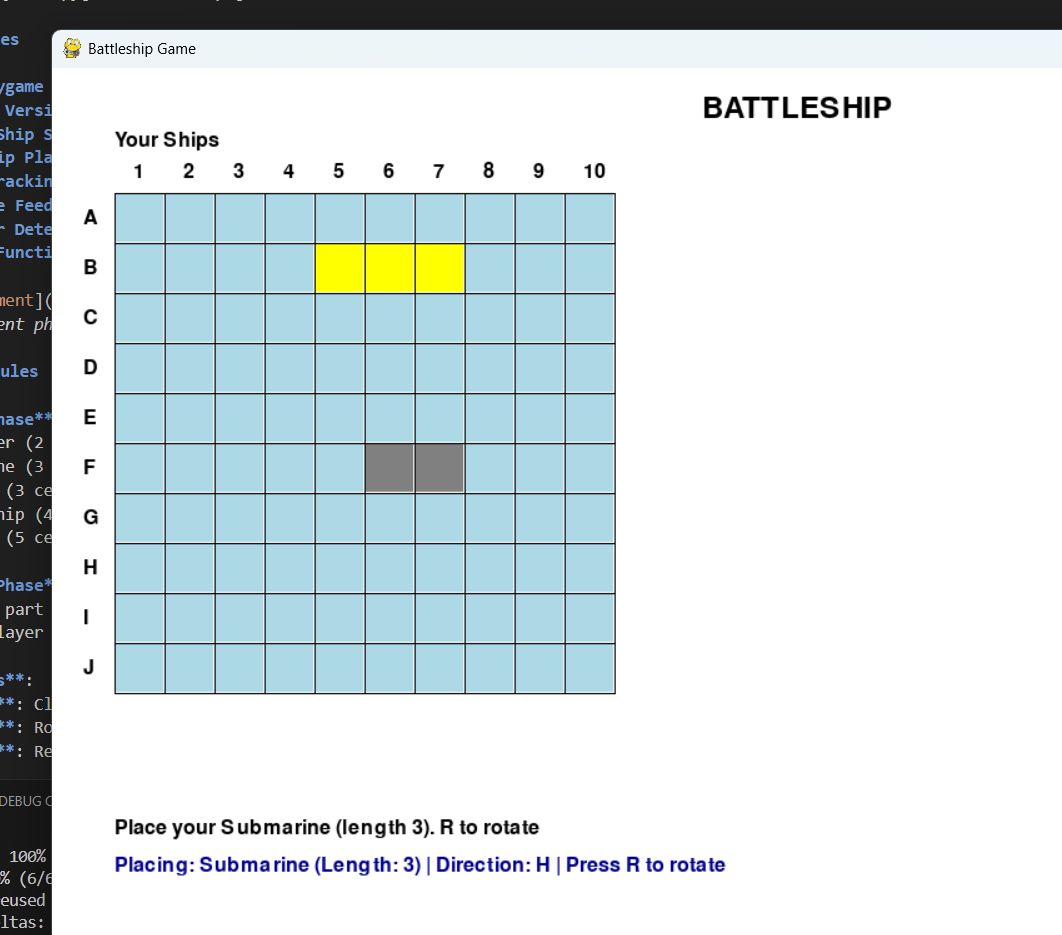 es
Battleship Game
ygame
Versi
BATTLESHIP
Ship S
Your Ships
ip Pla
1 2 3 4 5 6 7 8 9 10
rackin
e Feed
A
r Dete
Functi
B
ment](
C
ent ph
D
ules
E
hase**
er (2
F
ne (3
(3 ce
hip (4
G
(5 ce
H
Phase*
part
I
layer
J
s**:
**: Cl
**: Ro
**: Re
DEBUG C
Place your Submarine (length 3). R to rotate
100%
Placing: Submarine (Length: 3) | Direction: H | Press R to rotate
% (6/6
eused
ltas: